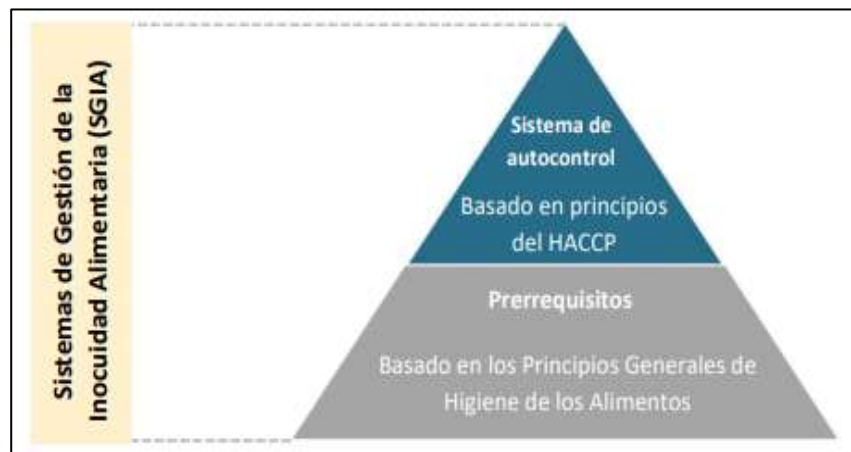 Sistemas de Gestión de la
Inocuidad Alimentaria (SGIA)
Sistema de
autocontrol
Basado en principios
del HACCP
Prerrequisitos
Basado en los Principios Generales de
Higiene de los Alimentos